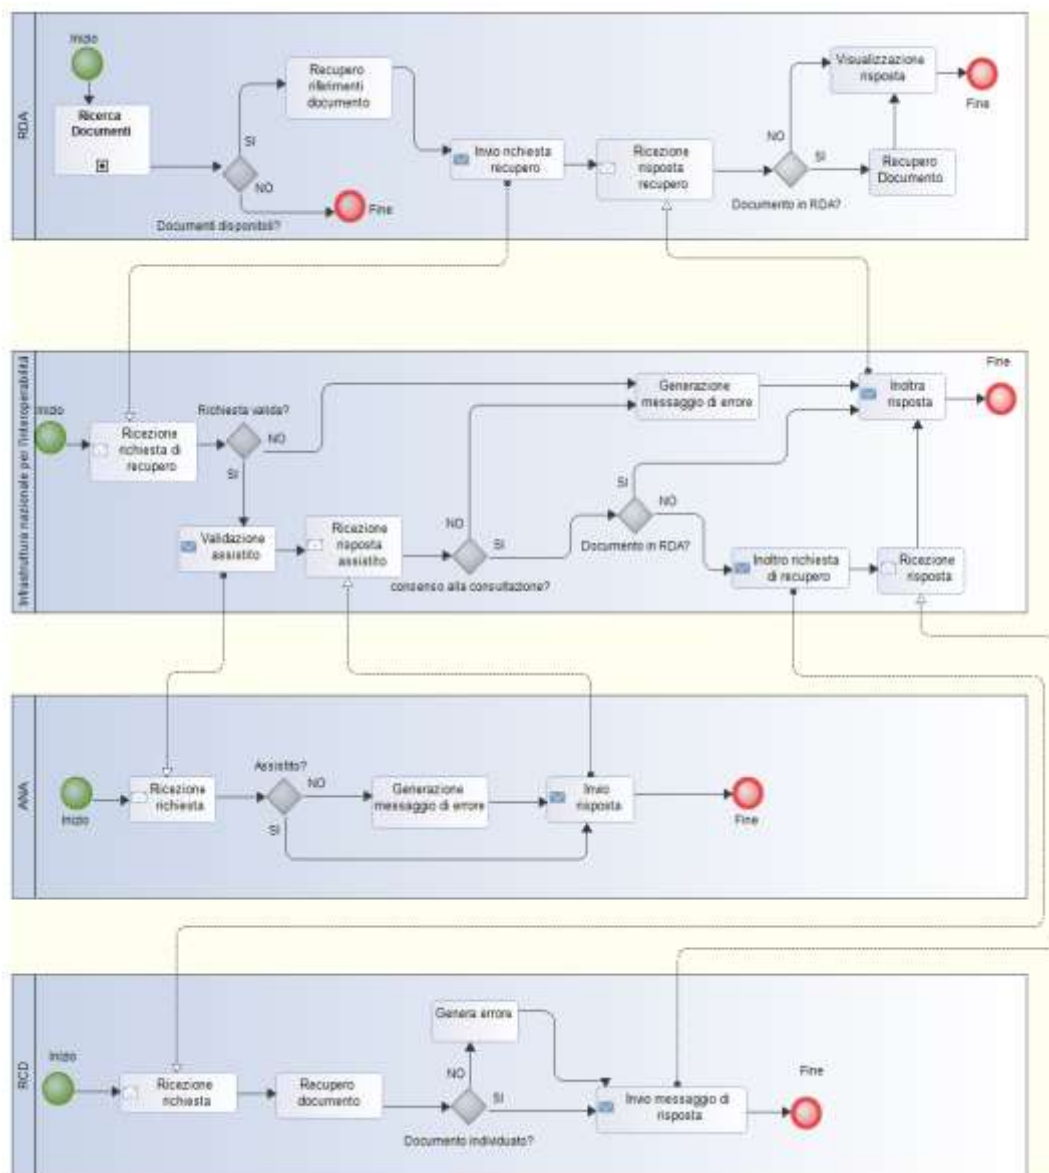 RDA
Inizio
Ricerca
Documenti
SI
NO
Documenti disponibili?
Recupero
riferimenti
documento
Fine
Invio richiesta
recupero
Ricezione
risposta
recupero
NO
SI
Documento in RDA?
Visualizzazione
risposta
Recupero
Documento
Fine
Infrastruttura nazionale per l'interoperabilità
Inizio
Ricezione
richiesta di
recupero
Richiesta valida?
NO
SI
Validazione
assistito
Ricezione
risposta
assistito
NO
SI
consenso alla consultazione?
Generazione
messaggio di errore
SI
NO
Documento in RDA?
Inoltro richiesta
di recupero
Ricezione
risposta
Inoltra
risposta
Fine
ANA
Inizio
Ricezione
richiesta
Assistito?
NO
SI
Generazione
messaggio di errore
Invio
risposta
Fine
RCD
Inizio
Ricezione
richiesta
Recupero
documento
Genera errore
NO
SI
Documento individuato?
Invio messaggio di
risposta
Fine